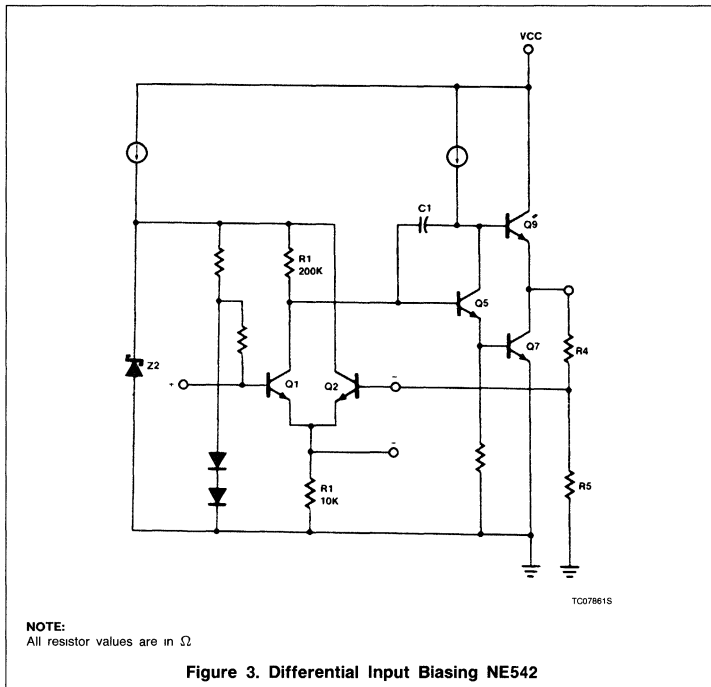 VCC
C1
R1
200K
Q9
Q5
Z2
+
Q1
Q2
-
Q7
R4
-
R1
10K
R5
TC07861S
NOTE:
All resistor values are in Ω
Figure 3. Differential Input Biasing NE542